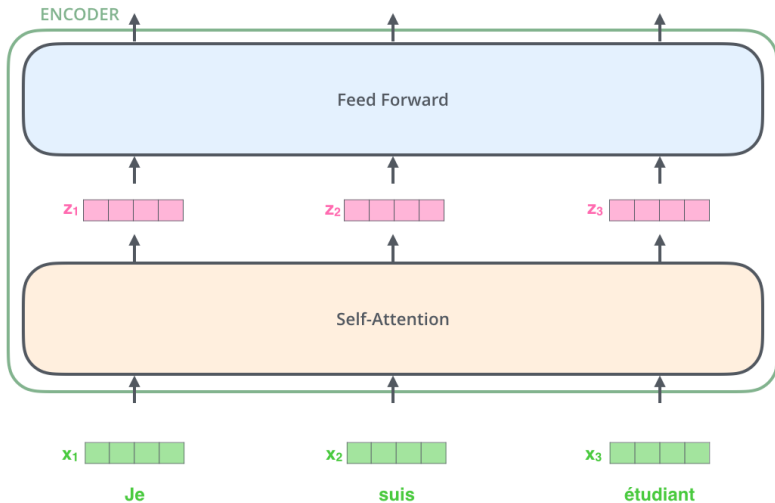 ENCODER
Feed Forward
z₁ z₂ z₃
Self-Attention
x₁ x₂ x₃
Je suis étudiant